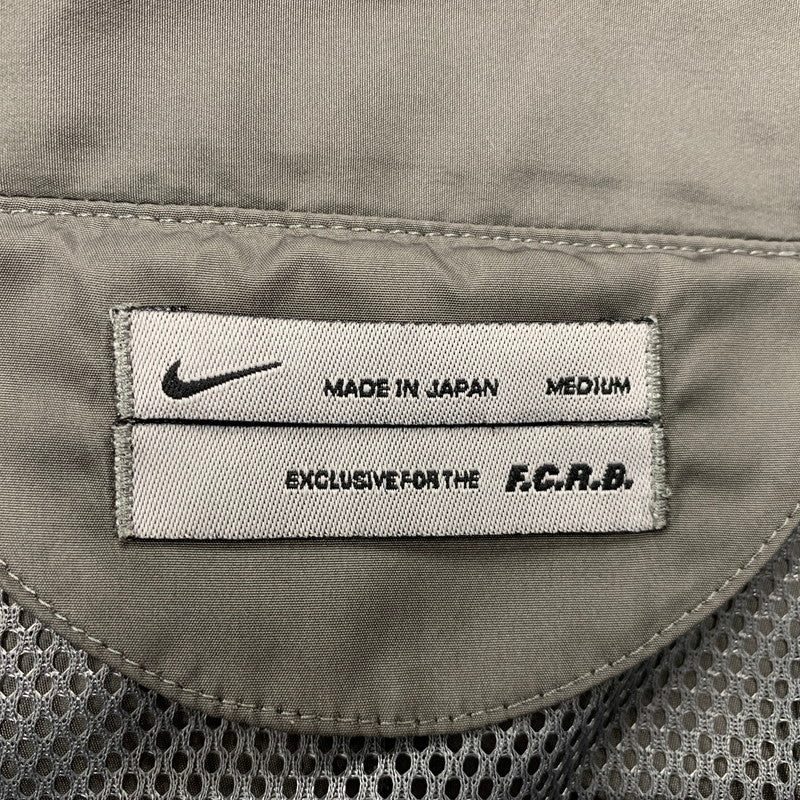 MADE IN JAPAN MEDIUM
EXCLUSIVE FOR THE F.C.R.B.